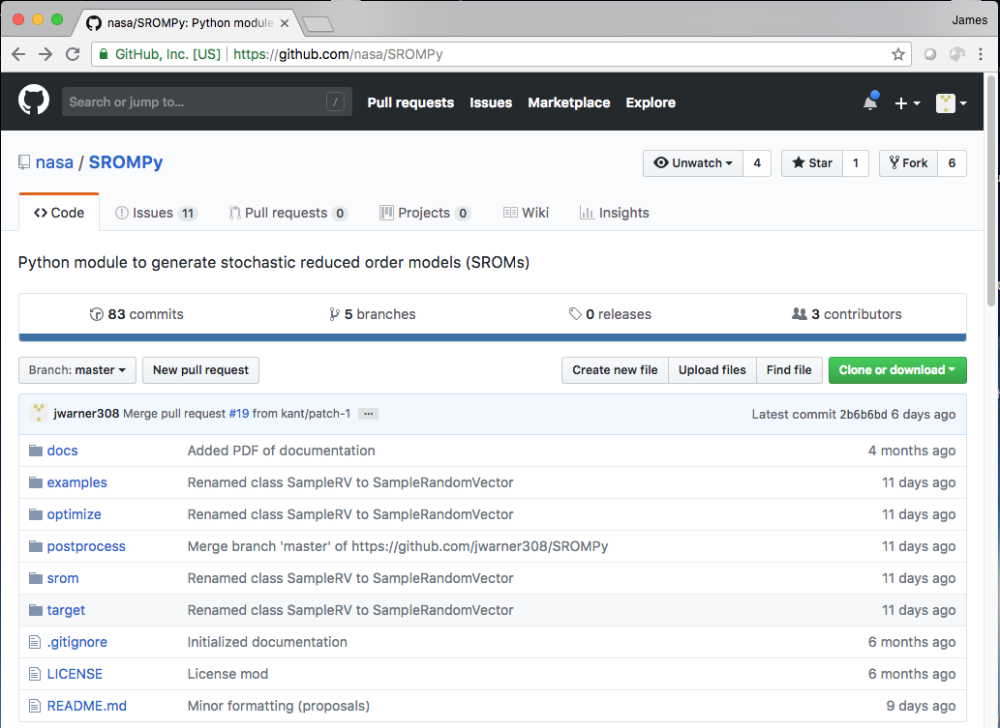 nasa/SROMPy: Python module
James
GitHub, Inc. [US] https://github.com/nasa/SROMPy
Search or jump to... / Pull requests Issues Marketplace Explore
nasa / SROMPy Unwatch 4 Star 1 Fork 6
Code Issues 11 Pull requests 0 Projects 0 Wiki Insights
Python module to generate stochastic reduced order models (SROMs)
83 commits 5 branches 0 releases 3 contributors
Branch: master New pull request Create new file Upload files Find file Clone or download
jwarner308 Merge pull request #19 from kant/patch-1 ... Latest commit 2b6b6bd 6 days ago
docs Added PDF of documentation 4 months ago
examples Renamed class SampleRV to SampleRandomVector 11 days ago
optimize Renamed class SampleRV to SampleRandomVector 11 days ago
postprocess Merge branch 'master' of https://github.com/jwarner308/SROMPy 11 days ago
srom Renamed class SampleRV to SampleRandomVector 11 days ago
target Renamed class SampleRV to SampleRandomVector 11 days ago
.gitignore Initialized documentation 6 months ago
LICENSE License mod 6 months ago
README.md Minor formatting (proposals) 9 days ago